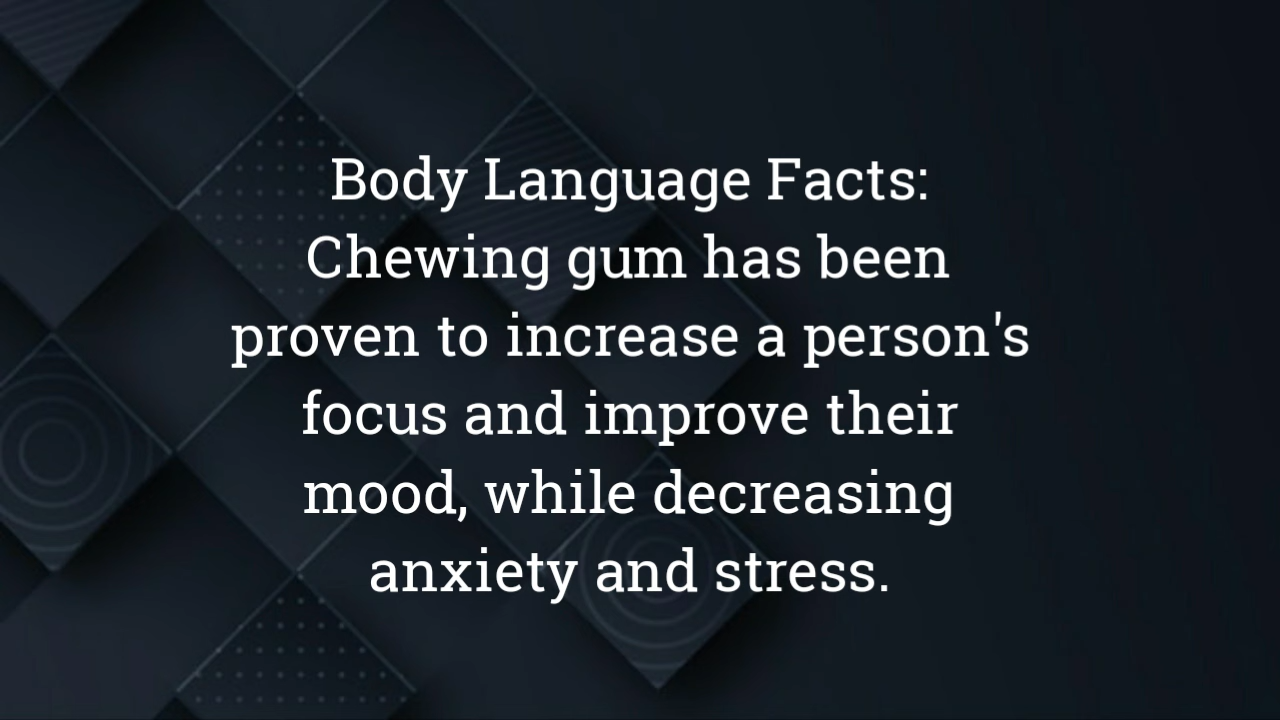 Body Language Facts:
Chewing gum has been
proven to increase a person's
focus and improve their
mood, while decreasing
anxiety and stress.